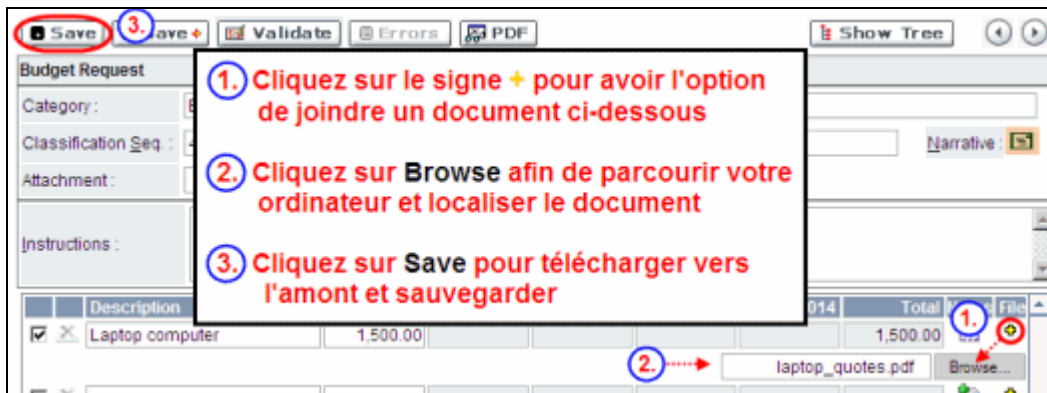 Save 3. ave Validate Errors PDF Show Tree
Budget Request
Category :
Classification Seq. : Narrative :
Attachment :
Instructions :
1. Cliquez sur le signe + pour avoir l'option
de joindre un document ci-dessous
2. Cliquez sur Browse afin de parcourir votre
ordinateur et localiser le document
3. Cliquez sur Save pour télécharger vers
l'amont et sauvegarder
Description 014 Total File
1.
Laptop computer 1,500.00 1,500.00
2. laptop_quotes.pdf Browse...